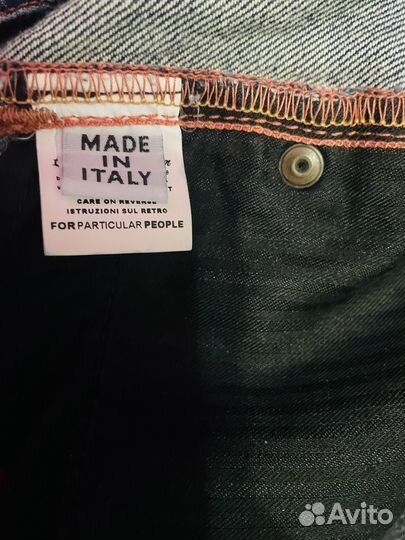 MADE
IN
ITALY
CARE ON REVERSE
ISTRUZIONI SUL RETRO
FOR PARTICULAR PEOPLE
Avito